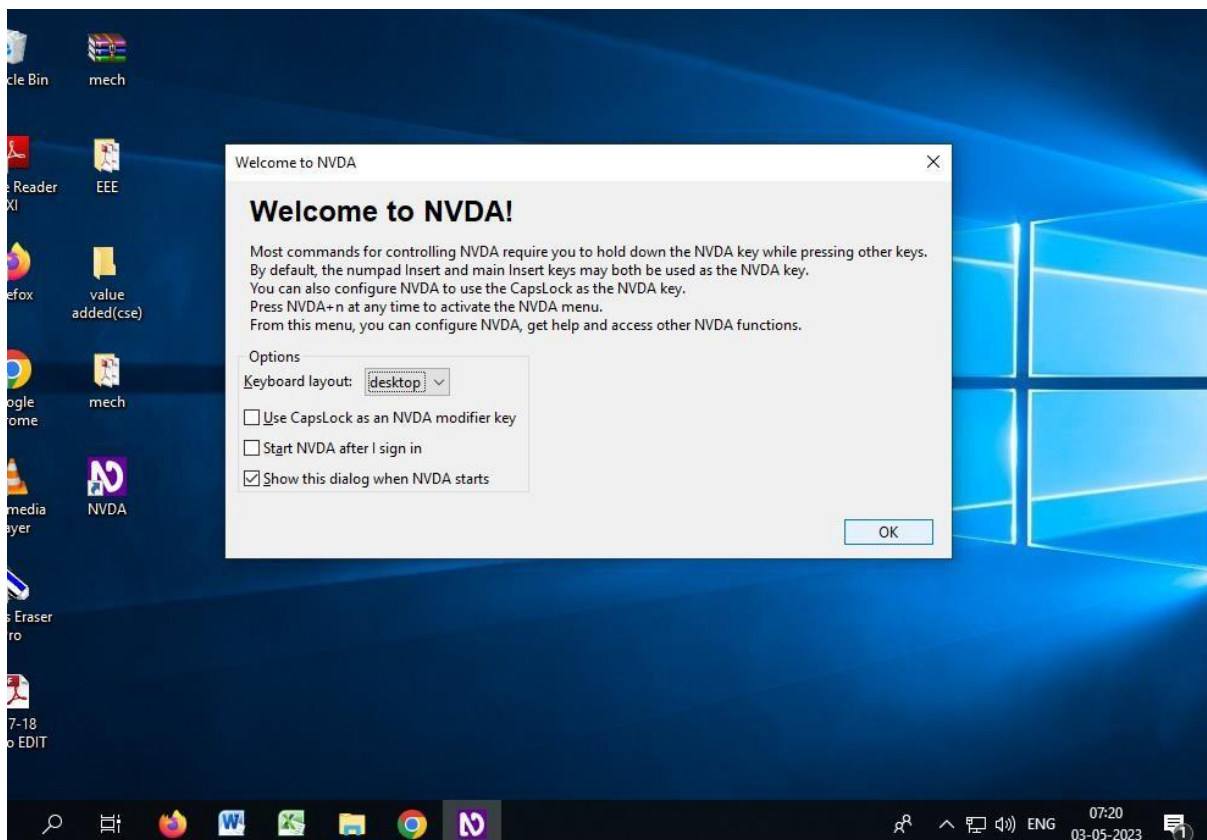 cle Bin
mech
Reader
XI
EEE
efox
value
added(cse)
ogle
ome
mech
media
ayer
NVDA
s Eraser
ro
7-18
o EDIT
Welcome to NVDA
Welcome to NVDA!
Most commands for controlling NVDA require you to hold down the NVDA key while pressing other keys.
By default, the numpad Insert and main Insert keys may both be used as the NVDA key.
You can also configure NVDA to use the CapsLock as the NVDA key.
Press NVDA+n at any time to activate the NVDA menu.
From this menu, you can configure NVDA, get help and access other NVDA functions.
Options
Keyboard layout: desktop
Use CapsLock as an NVDA modifier key
Start NVDA after I sign in
Show this dialog when NVDA starts
OK
ENG
07:20
03-05-2023